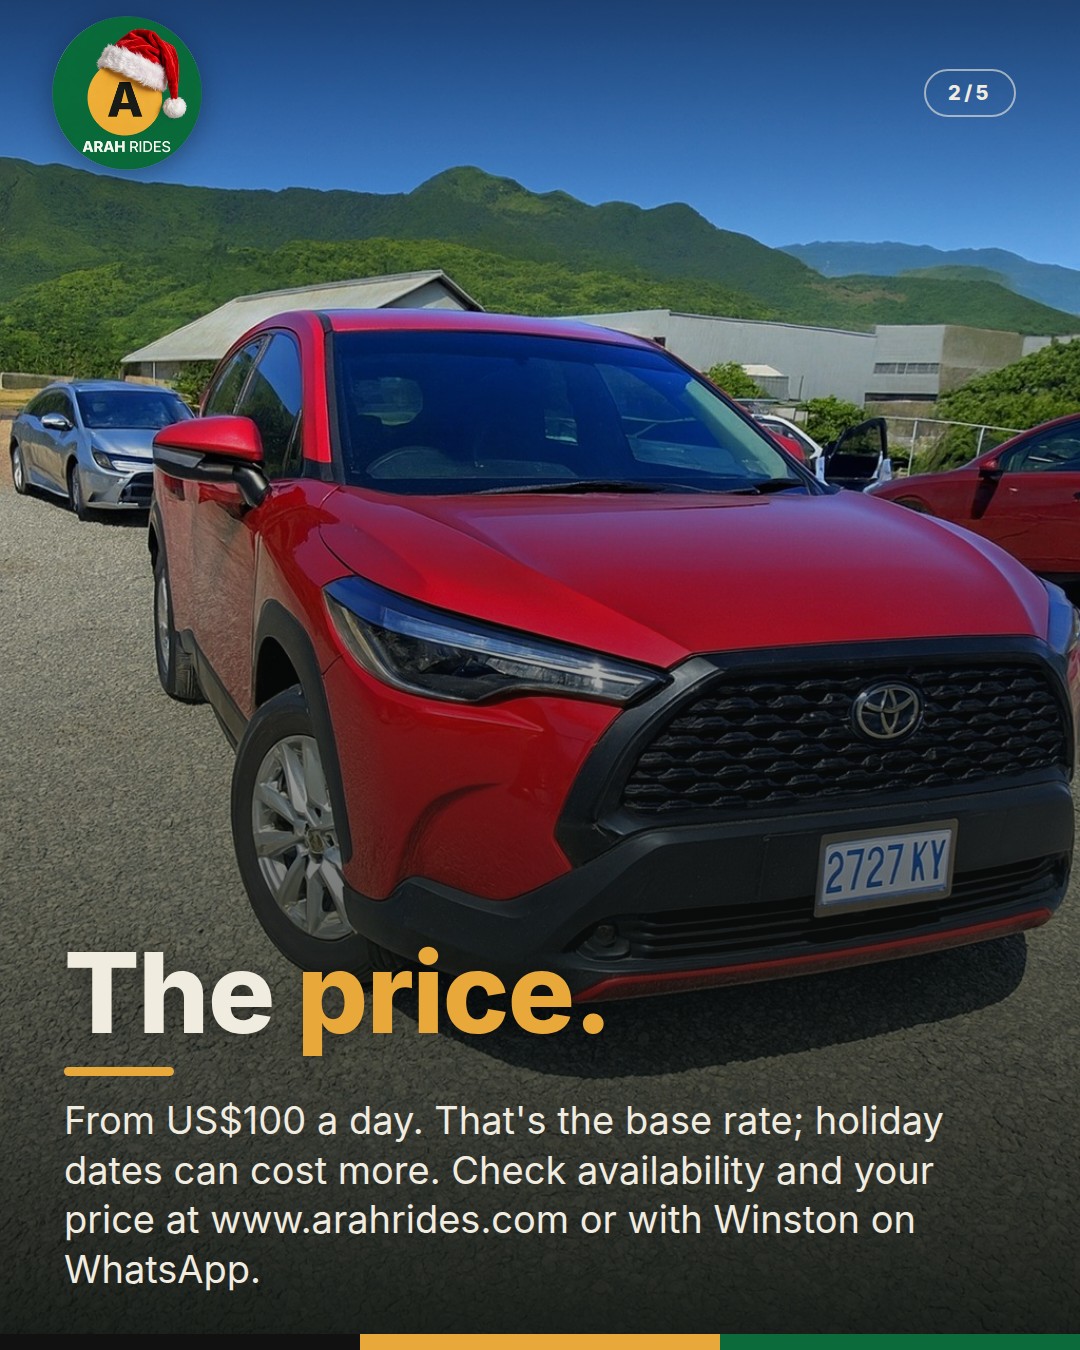 A
ARAH RIDES
2/5
2727 KY
The price.
From US$100 a day. That's the base rate; holiday
dates can cost more. Check availability and your
price at www.arahrides.com or with Winston on
WhatsApp.